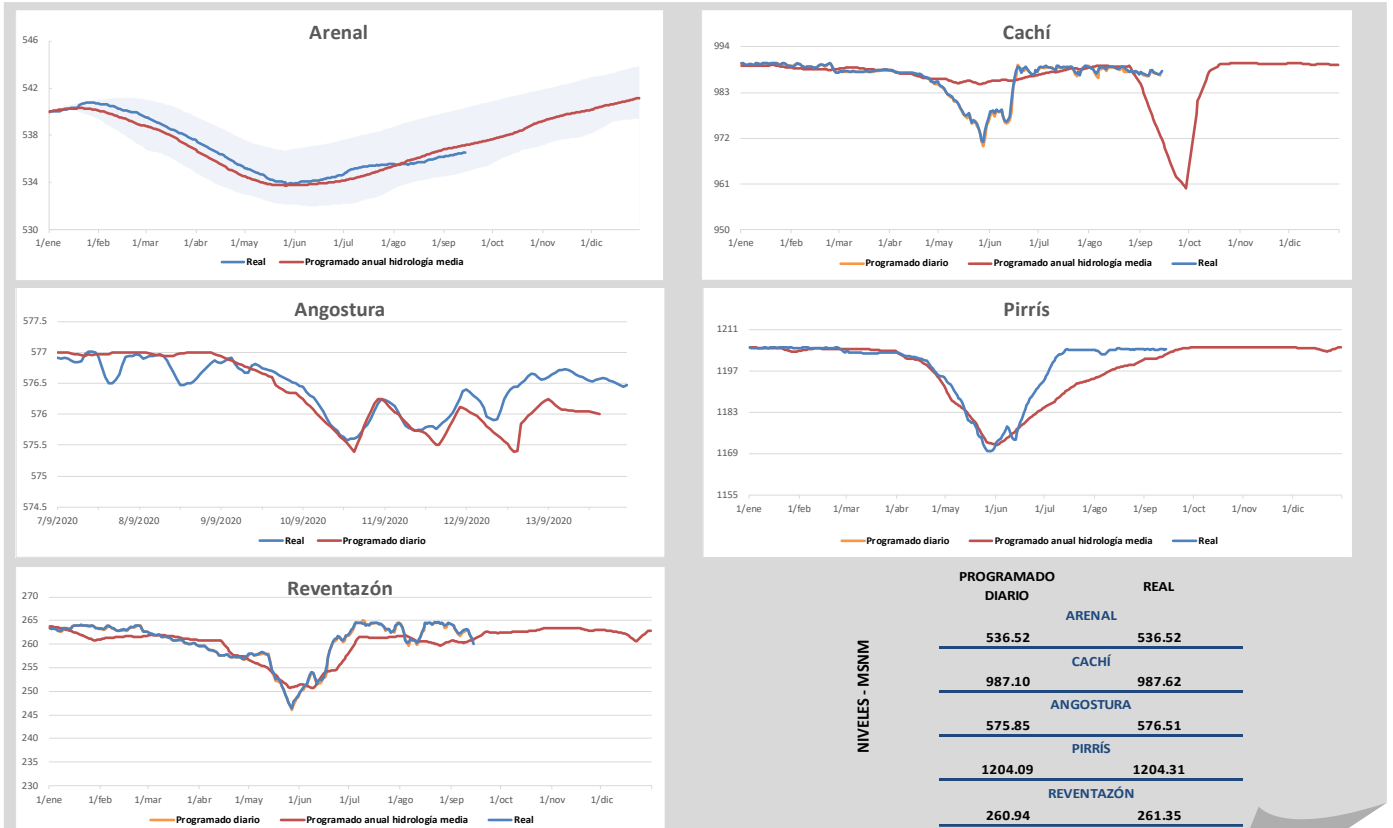 Arenal
546
542
538
534
530
1/ene 1/feb 1/mar 1/abr 1/may 1/jun 1/jul 1/ago 1/sep 1/oct 1/nov 1/dic
Real Programado anual hidrología media
Cachí
994
983
972
961
950
1/ene 1/feb 1/mar 1/abr 1/may 1/jun 1/jul 1/ago 1/sep 1/oct 1/nov 1/dic
Programado diario Programado anual hidrología media Real
Angostura
577.5
577
576.5
576
575.5
575
574.5
7/9/2020 8/9/2020 9/9/2020 10/9/2020 11/9/2020 12/9/2020 13/9/2020
Real Programado diario
Pirrís
1211
1197
1183
1169
1155
1/ene 1/feb 1/mar 1/abr 1/may 1/jun 1/jul 1/ago 1/sep 1/oct 1/nov 1/dic
Programado diario Programado anual hidrología media Real
Reventazón
270
265
260
255
250
245
240
235
230
1/ene 1/feb 1/mar 1/abr 1/may 1/jun 1/jul 1/ago 1/sep 1/oct 1/nov 1/dic
Programado diario Programado anual hidrología media Real
NIVELES - MSNM
PROGRAMADO
DIARIO
REAL
ARENAL
536.52 536.52
CACHÍ
987.10 987.62
ANGOSTURA
575.85 576.51
PIRRÍS
1204.09 1204.31
REVENTAZÓN
260.94 261.35